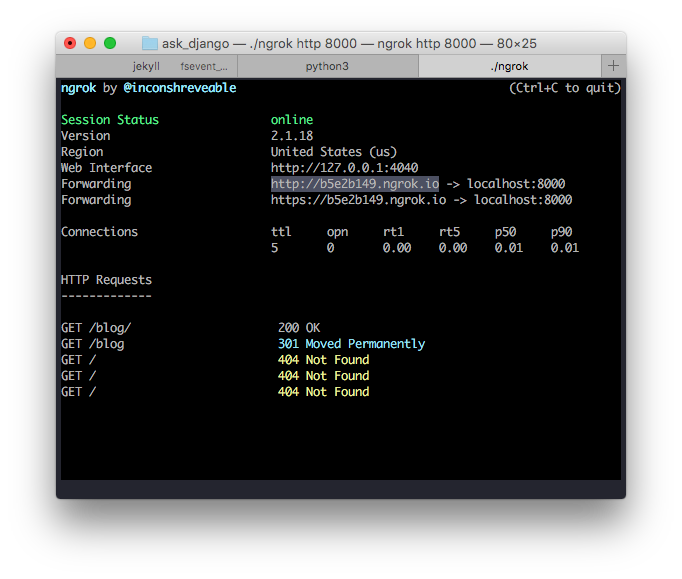 ask_django — ./ngrok http 8000 — ngrok http 8000 — 80×25
jekyll fsevent_... python3 ./ngrok +
ngrok by @inconshreveable (Ctrl+C to quit)
Session Status online
Version 2.1.18
Region United States (us)
Web Interface http://127.0.0.1:4040
Forwarding http://b5e2b149.ngrok.io -> localhost:8000
Forwarding https://b5e2b149.ngrok.io -> localhost:8000
Connections ttl opn rt1 rt5 p50 p90
5 0 0.00 0.00 0.01 0.01
HTTP Requests
-------------
GET /blog/ 200 OK
GET /blog 301 Moved Permanently
GET / 404 Not Found
GET / 404 Not Found
GET / 404 Not Found